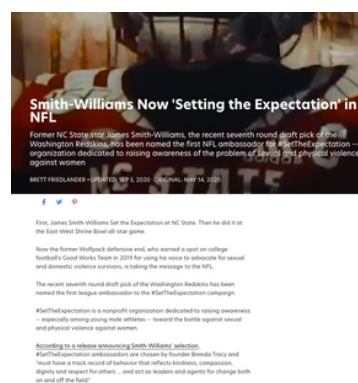 Smith-Williams Now 'Setting the Expectation' in
NFL
Former NC State star James Smith-Williams, the recent seventh round draft pick of the
Washington Redskins, has been named the first NFL ambassador for #SetTheExpectation --
organization dedicated to raising awareness of the problem of sexual and physical violence
against women
BRETT FRIEDLANDER • UPDATED: SEP 5, 2020 · ORIGINAL: MAY 14, 2020
First, James Smith-Williams Set the Expectation at NC State. Then he did it at
the East-West Shrine Bowl all-star game.
Now the former Wolfpack defensive end, who earned a spot on college
football's Good Works Team in 2019 for using his voice to advocate for sexual
and domestic violence survivors, is taking the message to the NFL.
The recent seventh round draft pick of the Washington Redskins has been
named the first league ambassador to the #SetTheExpectation campaign.
#SetTheExpectation is a nonprofit organization dedicated to raising awareness
-- especially among young male athletes -- toward the battle against sexual
and physical violence against women.
According to a release announcing Smith-Williams' selection,
#SetTheExpectation ambassadors are chosen by founder Brenda Tracy and
"must have a track record of behavior that reflects kindness, compassion,
dignity and respect for others ... and act as leaders and agents for change both
on and off the field."